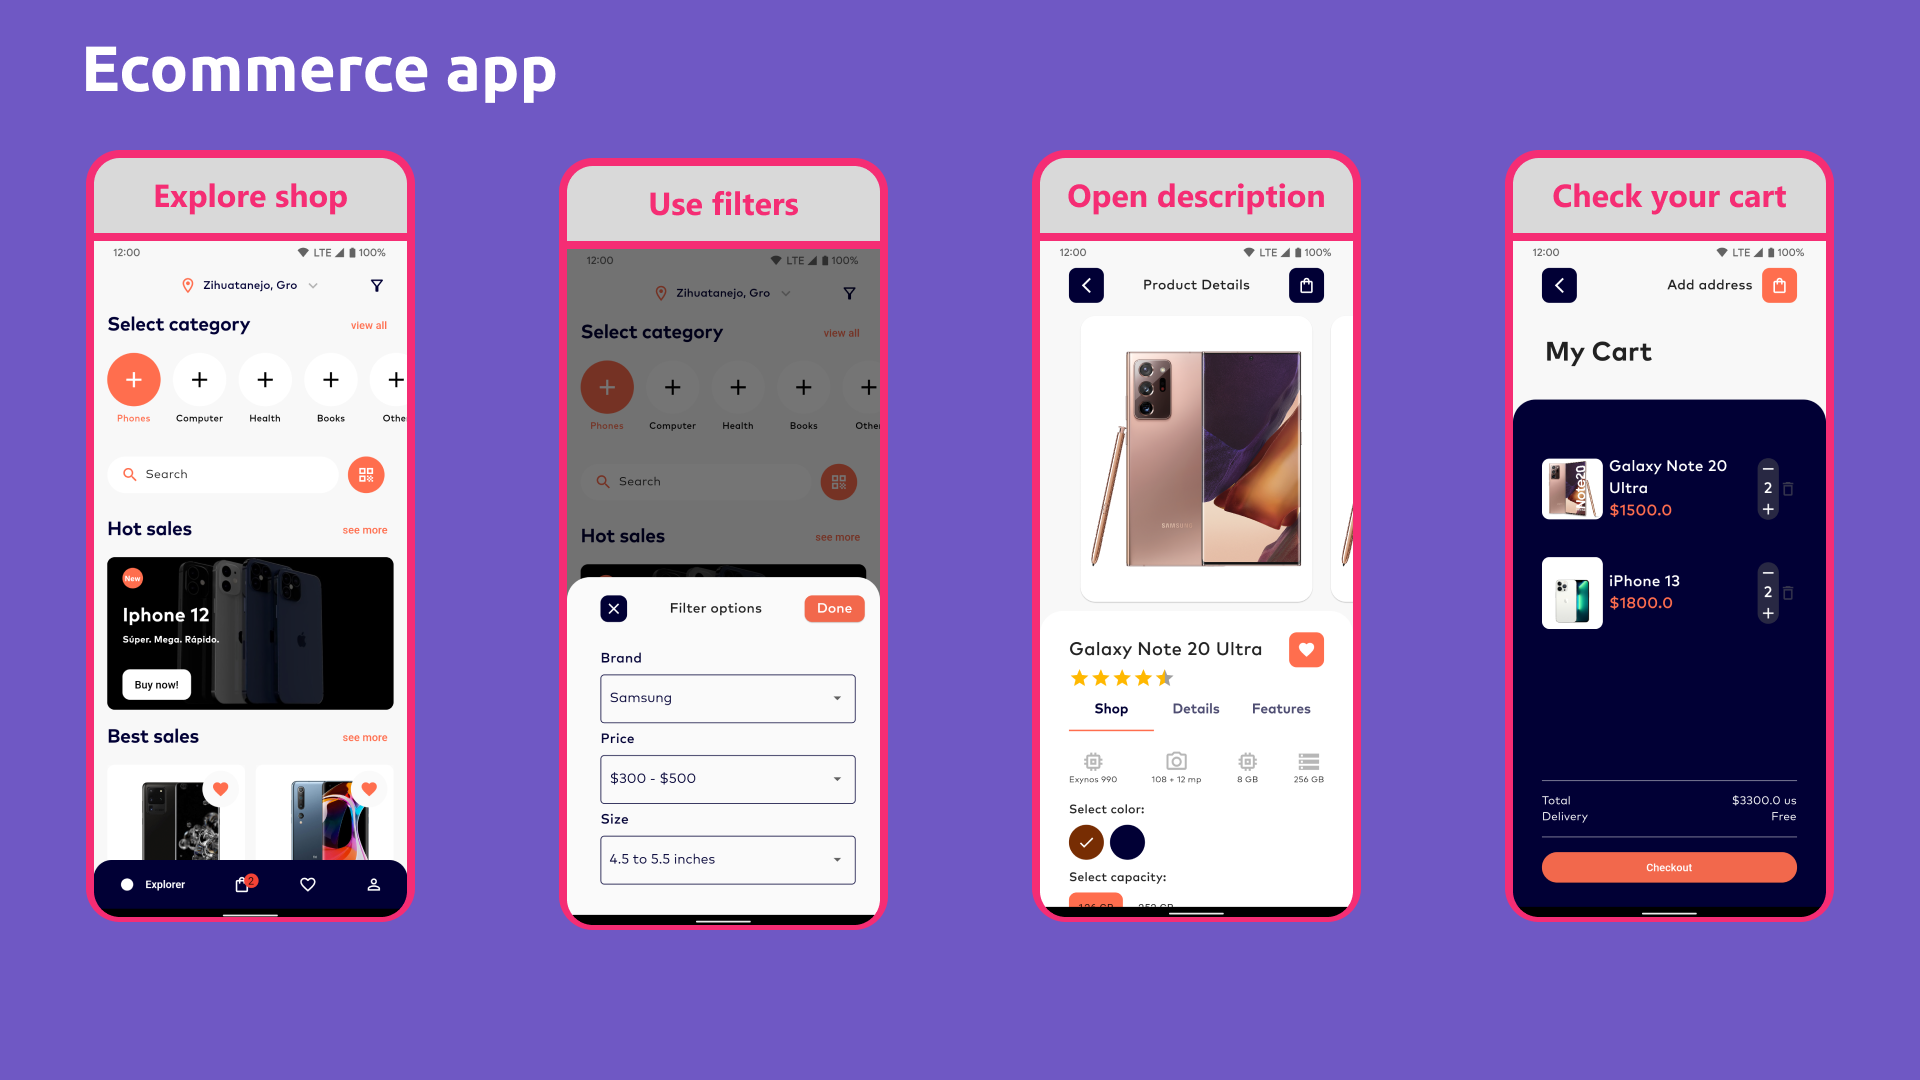 Ecommerce app
Explore shop
12:00
LTE
100%
Zihuatanejo, Gro
Select category
view all
Phones
Computer
Health
Books
Othe
Search
Hot sales
see more
New
Iphone 12
Súper. Mega. Rápido.
Buy now!
Best sales
see more
Explorer
2
Use filters
12:00
LTE
100%
Zihuatanejo, Gro
Select category
view all
Phones
Computer
Health
Books
Other
Search
Hot sales
see more
Filter options
Done
Brand
Samsung
Price
$300 - $500
Size
4.5 to 5.5 inches
Open description
12:00
LTE
100%
Product Details
SAMSUNG
Galaxy Note 20 Ultra
Shop
Details
Features
Exynos 990
108 + 12 mp
8 GB
256 GB
Select color:
Select capacity:
Check your cart
12:00
LTE
100%
Add address
My Cart
Note20
Galaxy Note 20
Ultra
$1500.0
2
iPhone 13
$1800.0
2
Total
$3300.0 us
Delivery
Free
Checkout